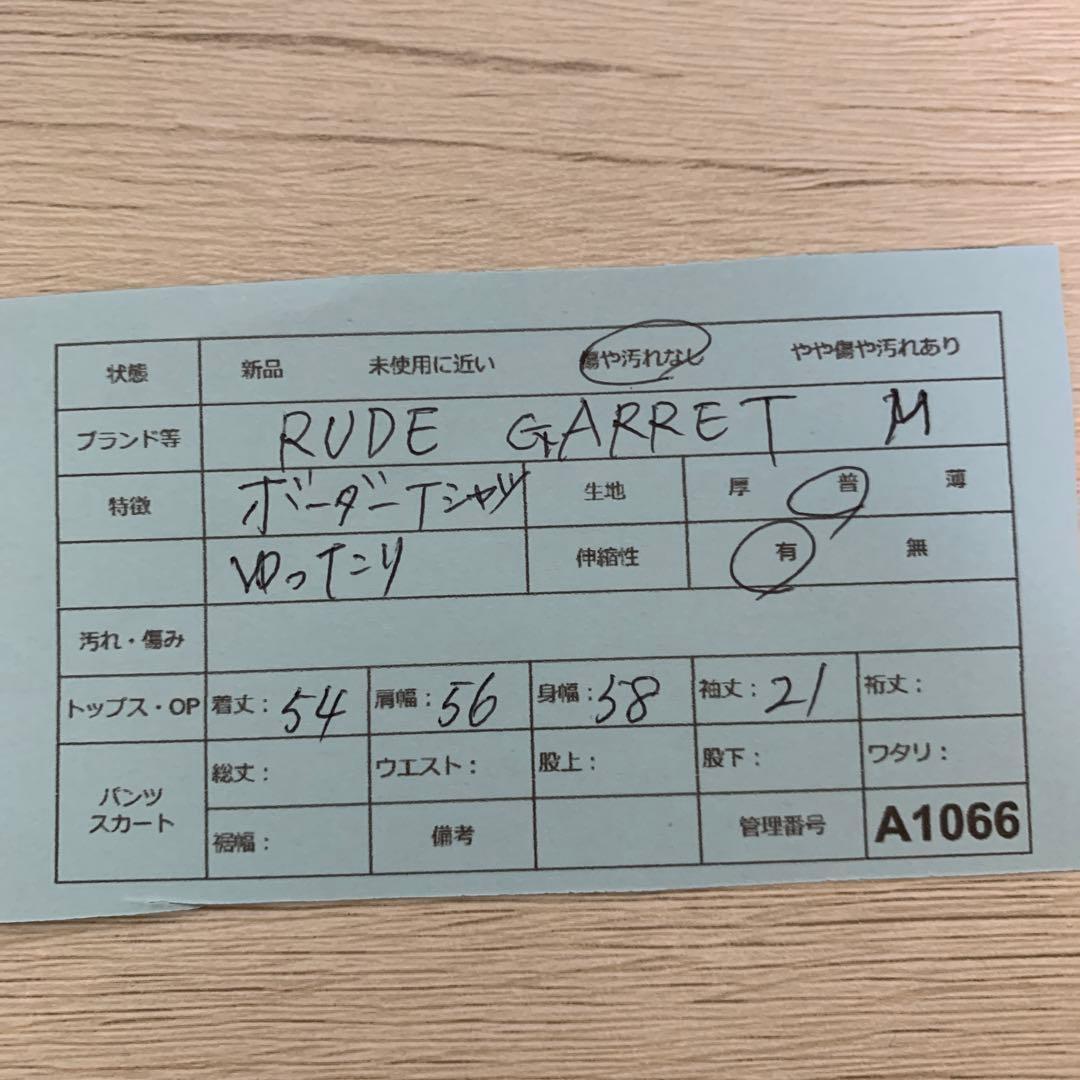 状態 新品 未使用に近い 傷や汚れなし やや傷や汚れあり
ブランド等 RUDE GARRET M
特徴 ボーダーTシャツ 生地 厚 普 薄
ゆったり 伸縮性 有 無
汚れ・傷み
トップス・OP 着丈: 54 肩幅: 56 身幅: 58 袖丈: 21 裄丈:
パンツ スカート 総丈: ウエスト: 股上: 股下: ワタリ:
裾幅: 備考 管理番号 A1066